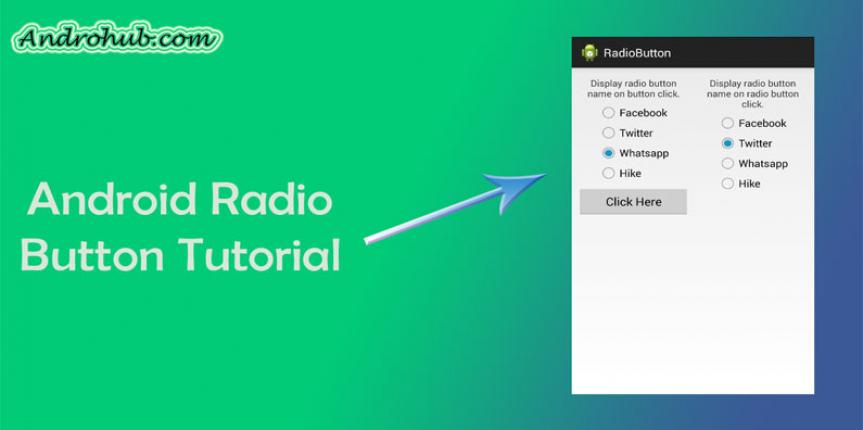 Androhub.com
Android Radio
Button Tutorial
RadioButton
Display radio button
name on button click.
Facebook
Twitter
Whatsapp
Hike
Click Here
Display radio button
name on radio button
click.
Facebook
Twitter
Whatsapp
Hike